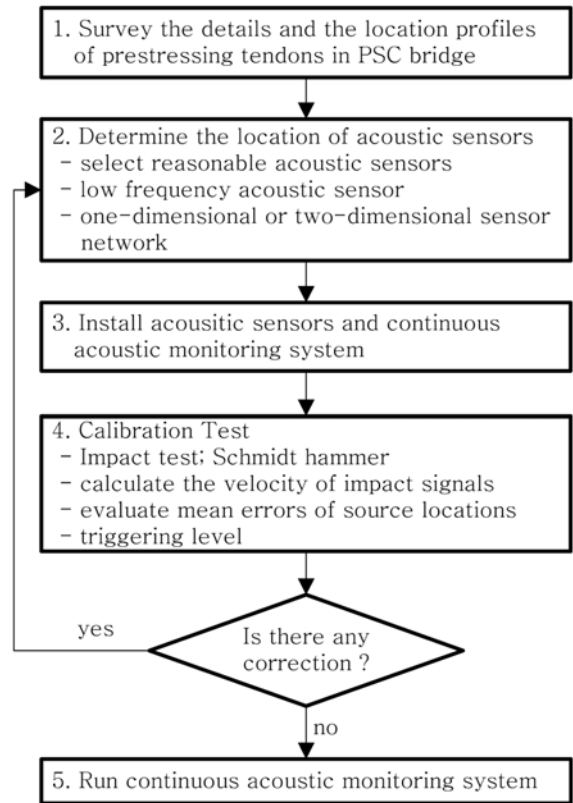 1. Survey the details and the location profiles
of prestressing tendons in PSC bridge
2. Determine the location of acoustic sensors
- select reasonable acoustic sensors
- low frequency acoustic sensor
- one-dimensional or two-dimensional sensor
network
3. Install acousitic sensors and continuous
acoustic monitoring system
4. Calibration Test
- Impact test; Schmidt hammer
- calculate the velocity of impact signals
- evaluate mean errors of source locations
- triggering level
yes
Is there any
correction ?
no
5. Run continuous acoustic monitoring system